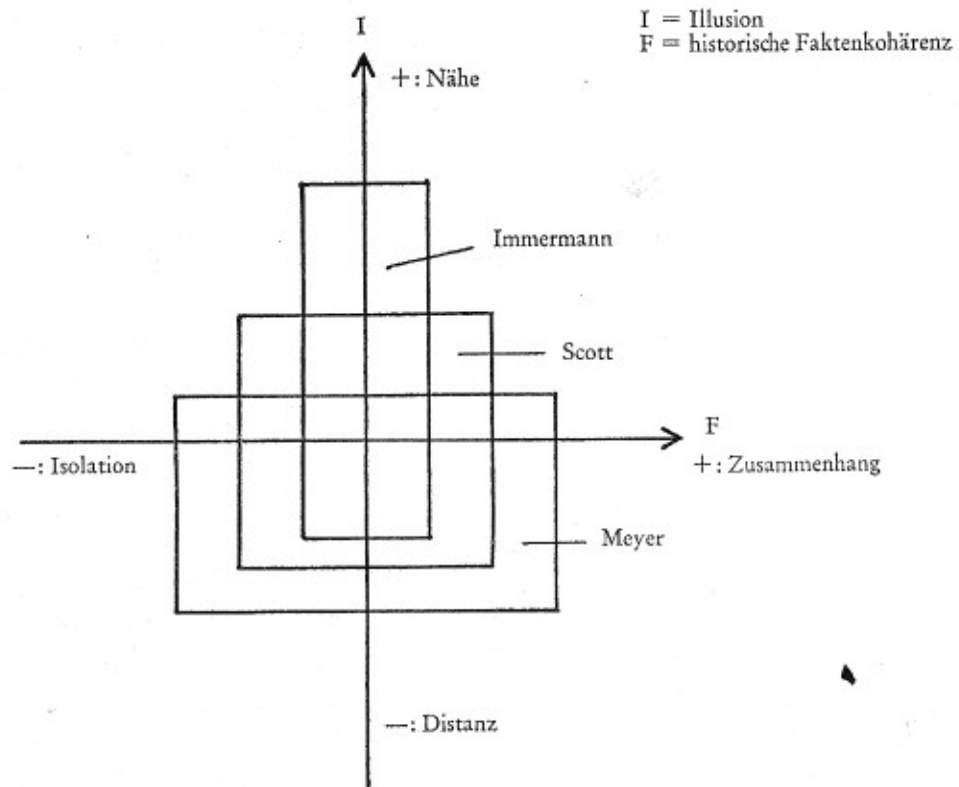 I
I = Illusion
F = historische Faktenkohärenz
+: Nähe
Immermann
Scott
F
—: Isolation
+: Zusammenhang
Meyer
—: Distanz